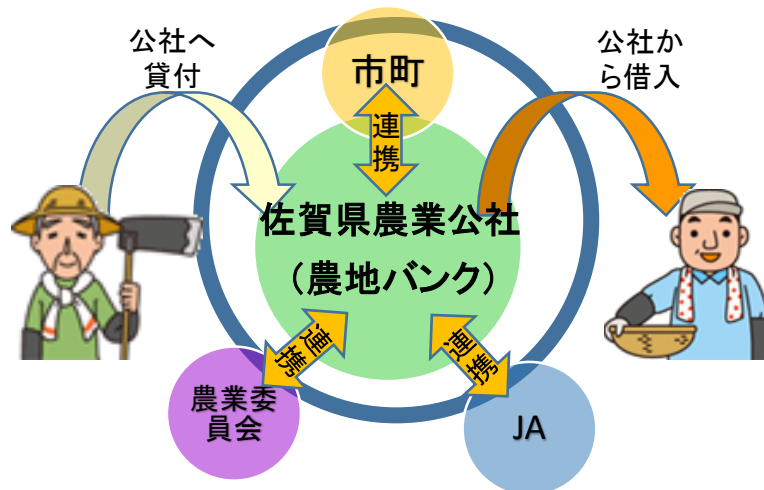 公社へ
貸付
市町
公社か
ら借入
連携
佐賀県農業公社
（農地バンク）
連携
連携
農業委
員会
JA